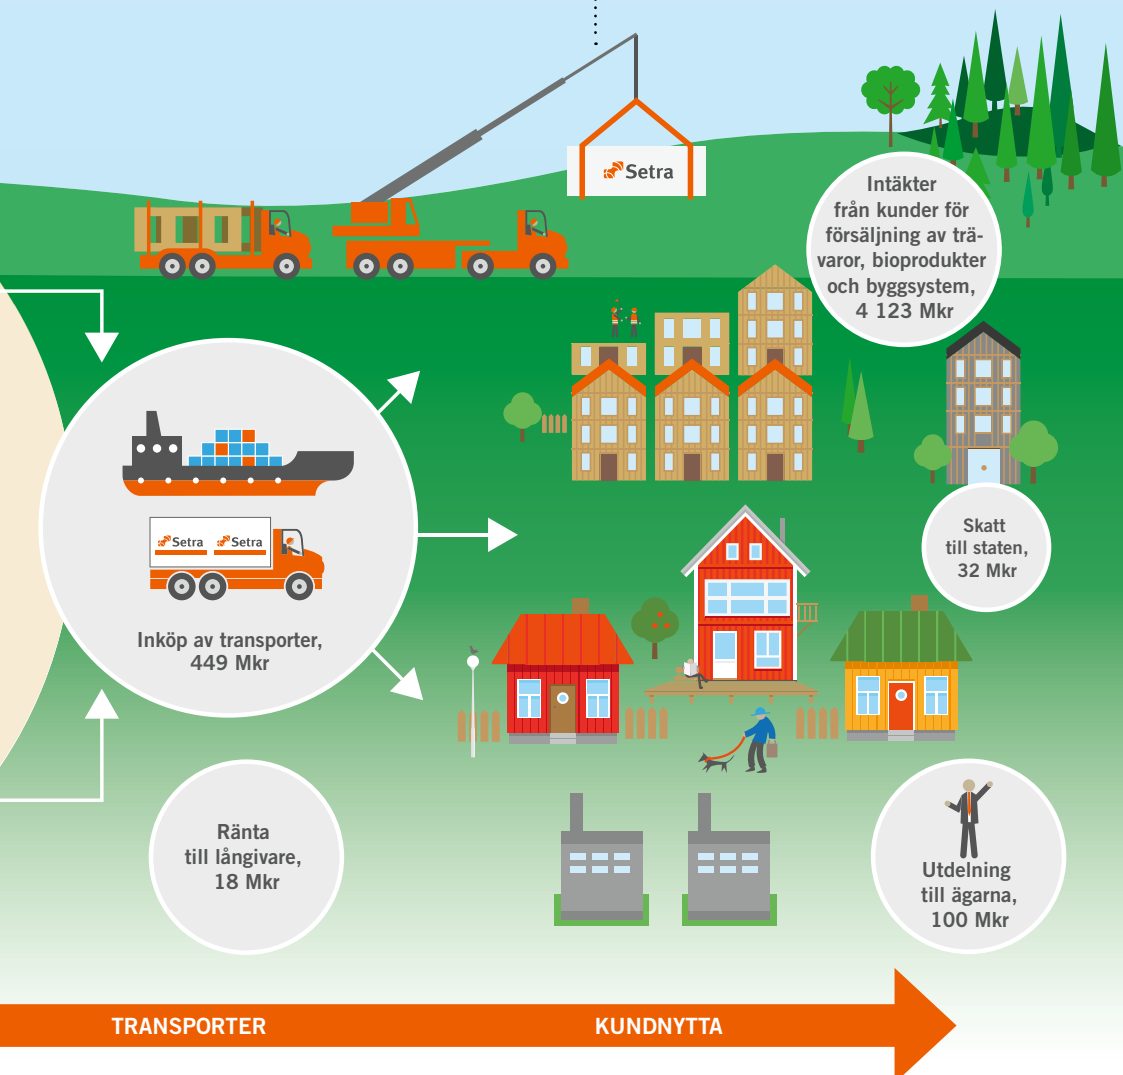 Setra
Intäkter
från kunder för
försäljning av trä-
varor, bioprodukter
och byggsystem,
4 123 Mkr
Setra Setra
Inköp av transporter,
449 Mkr
Skatt
till staten,
32 Mkr
Ränta
till långivare,
18 Mkr
Utdelning
till ägarna,
100 Mkr
TRANSPORTER KUNDNYTTA